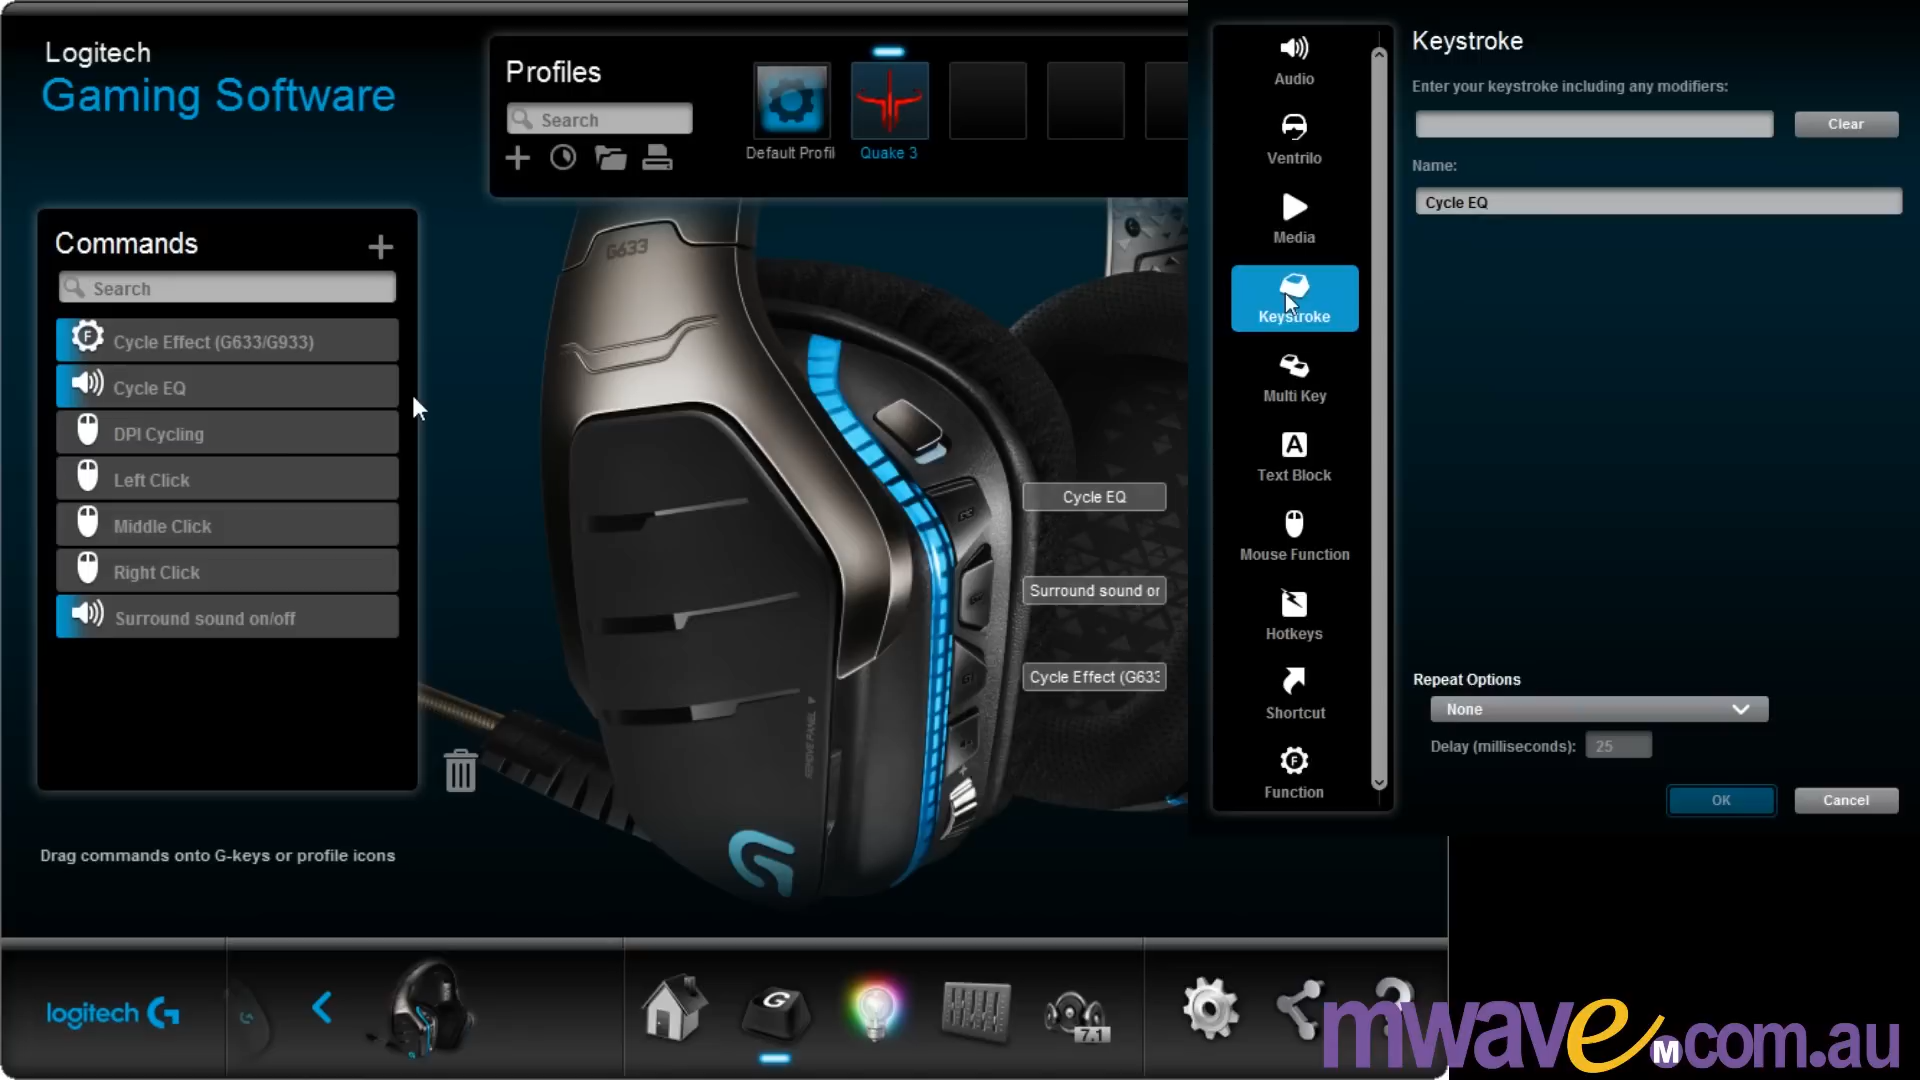 Logitech
Gaming Software
Profiles
Search
Default Profil
Quake 3
Commands
Search
Cycle Effect (G633/G933)
Cycle EQ
DPI Cycling
Left Click
Middle Click
Right Click
Surround sound on/off
Drag commands onto G-keys or profile icons
G633
REMOVE PANEL
Cycle EQ
Surround sound or
Cycle Effect (G633
Audio
Ventrilo
Media
Keystroke
Multi Key
Text Block
Mouse Function
Hotkeys
Shortcut
Function
Keystroke
Enter your keystroke including any modifiers:
Clear
Name:
Cycle EQ
Repeat Options
None
Delay (milliseconds):
25
OK
Cancel
logitech G
G
7.1
mwave.com.au